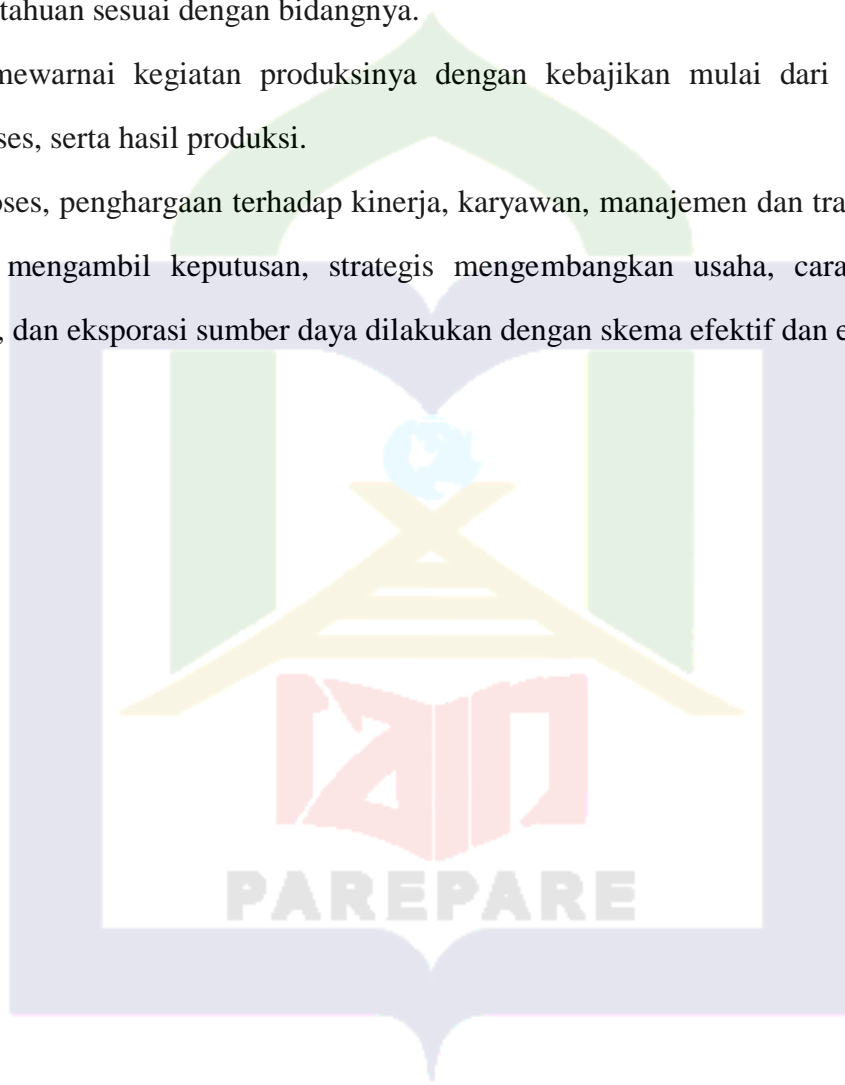 tahuan sesuai dengan bidangnya.
mewarnai kegiatan produksinya dengan kebajikan mulai dari
ses, serta hasil produksi.
oses, penghargaan terhadap kinerja, karyawan, manajemen dan tra
mengambil keputusan, strategis mengembangkan usaha, cara
, dan eksporasi sumber daya dilakukan dengan skema efektif dan e
iain
PAREPARE